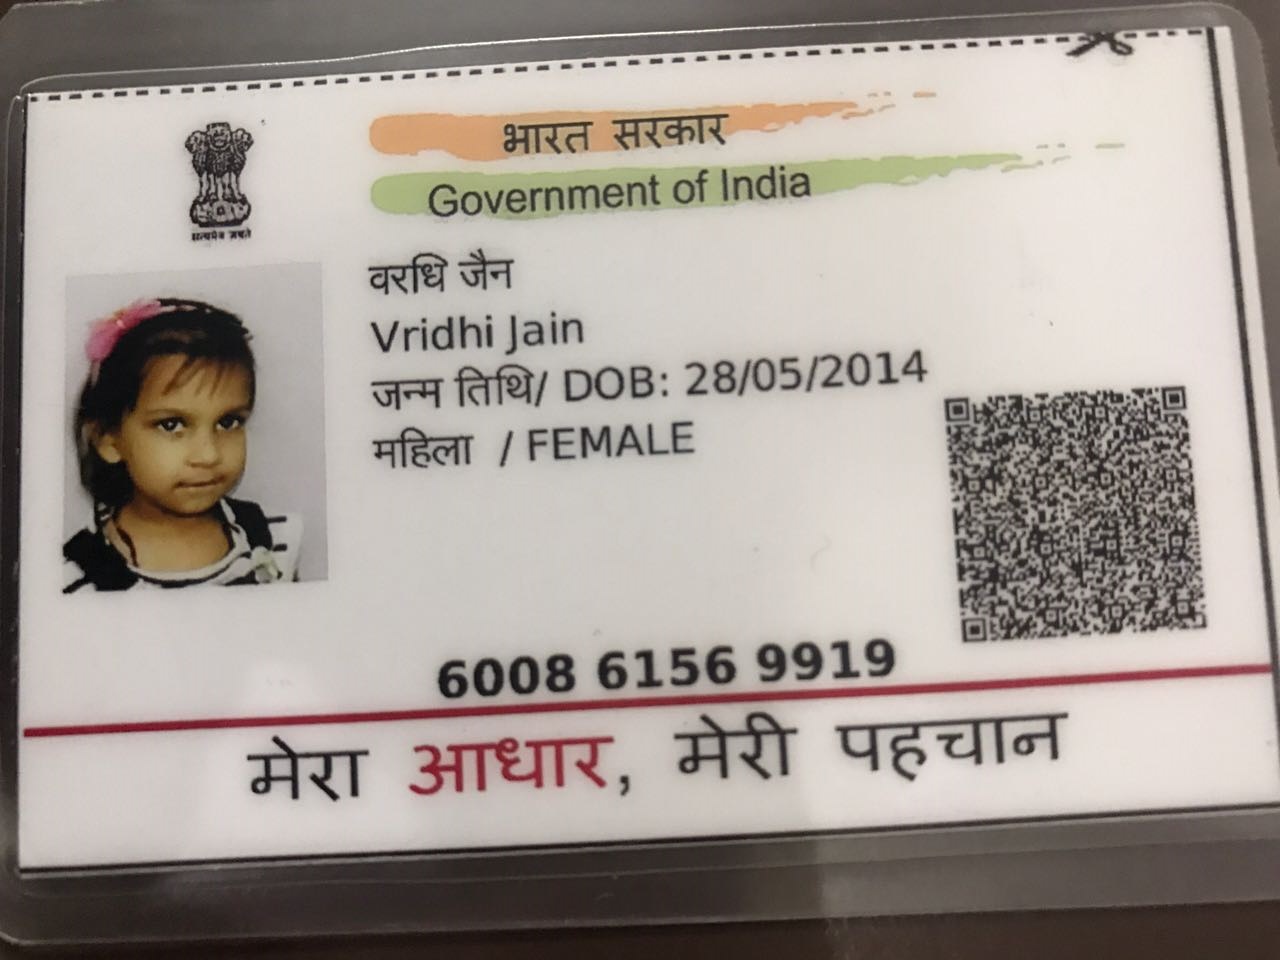 सत्यमेव जयते
भारत सरकार
Government of India
वरधि जैन
Vridhi Jain
जन्म तिथि/ DOB: 28/05/2014
महिला / FEMALE
6008 6156 9919
मेरा आधार, मेरी पहचान